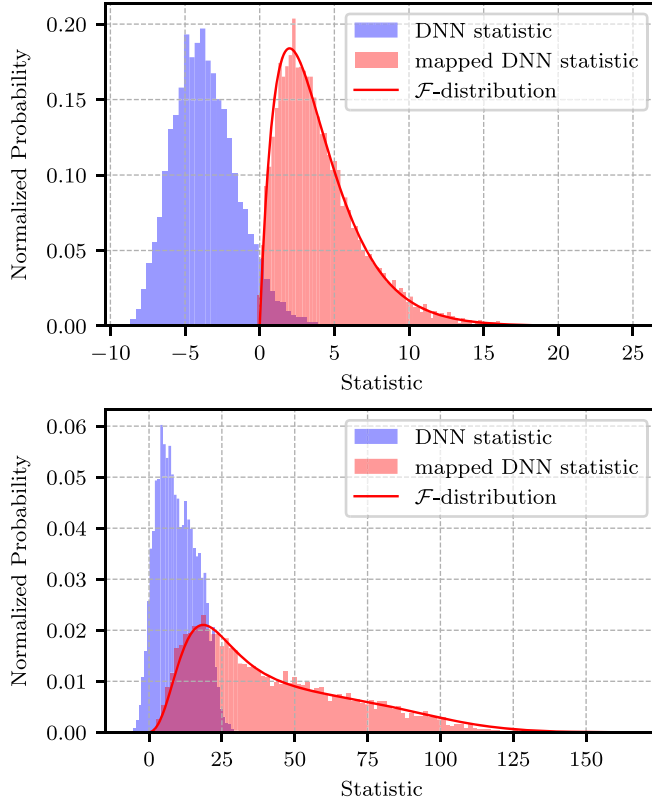 Normalized Probability
0.20
0.15
0.10
0.05
0.00
DNN statistic
mapped DNN statistic
ℱ-distribution
−10 −5 0 5 10 15 20 25
Statistic
Normalized Probability
0.06
0.05
0.04
0.03
0.02
0.01
0.00
DNN statistic
mapped DNN statistic
ℱ-distribution
0 25 50 75 100 125 150
Statistic